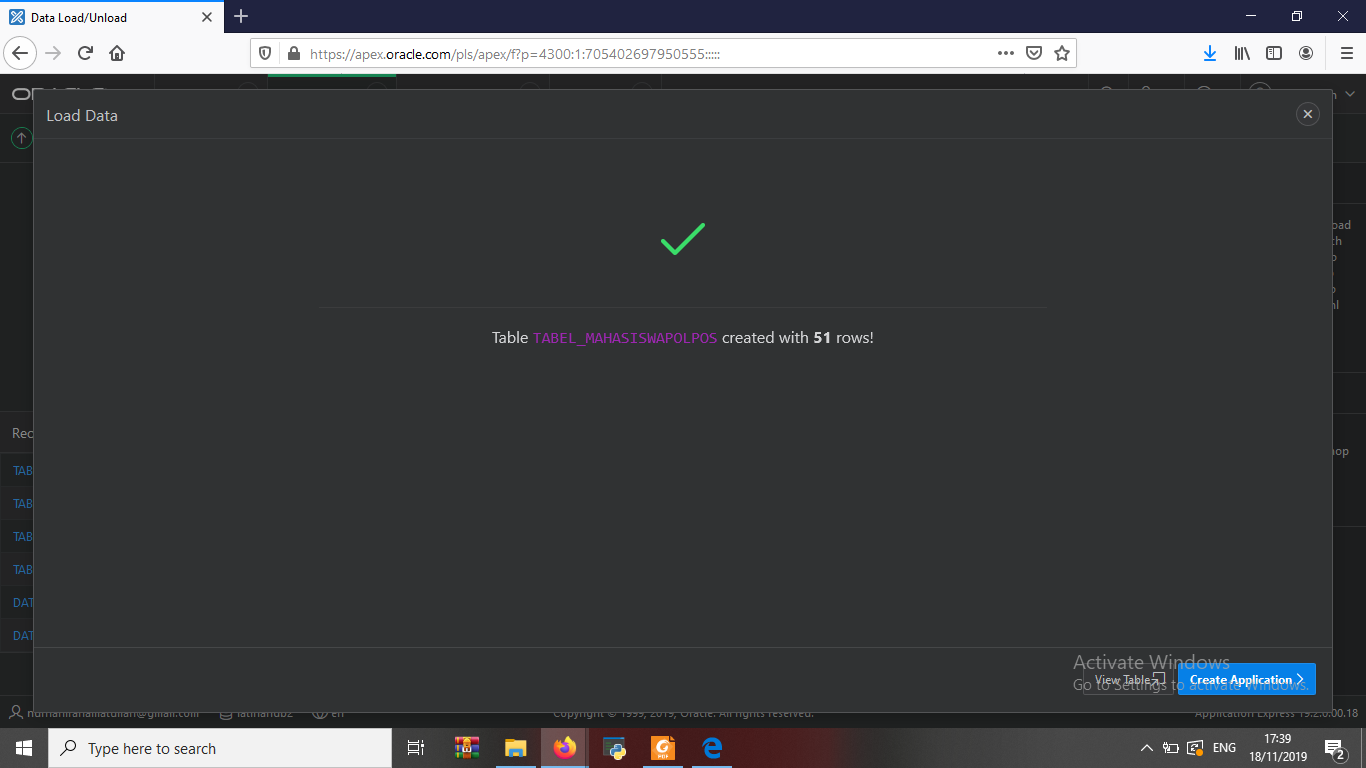 Data Load/Unload
https://apex.oracle.com/pls/apex/f?p=4300:1:705402697950555:::::
Load Data
Table TABEL_MAHASISWAPOLPOS created with 51 rows!
Rec
TAB
TAB
TAB
TAB
DAT
DAT
Activate Windows
Go to Settings to activate Windows.
View Table
Create Application
latihandb2
en
Copyright © 1999, 2019, Oracle. All rights reserved.
Application Express 19.2.0.00.18
Type here to search
ENG
17:39
18/11/2019
2